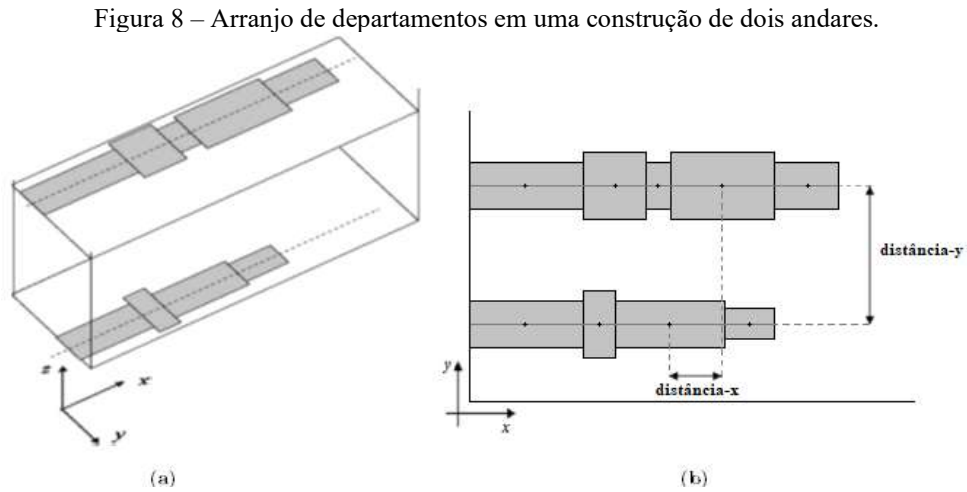 Figura 8 – Arranjo de departamentos em uma construção de dois andares.
distância-y
distância-x
z
x
y
y
x
(a)
(b)